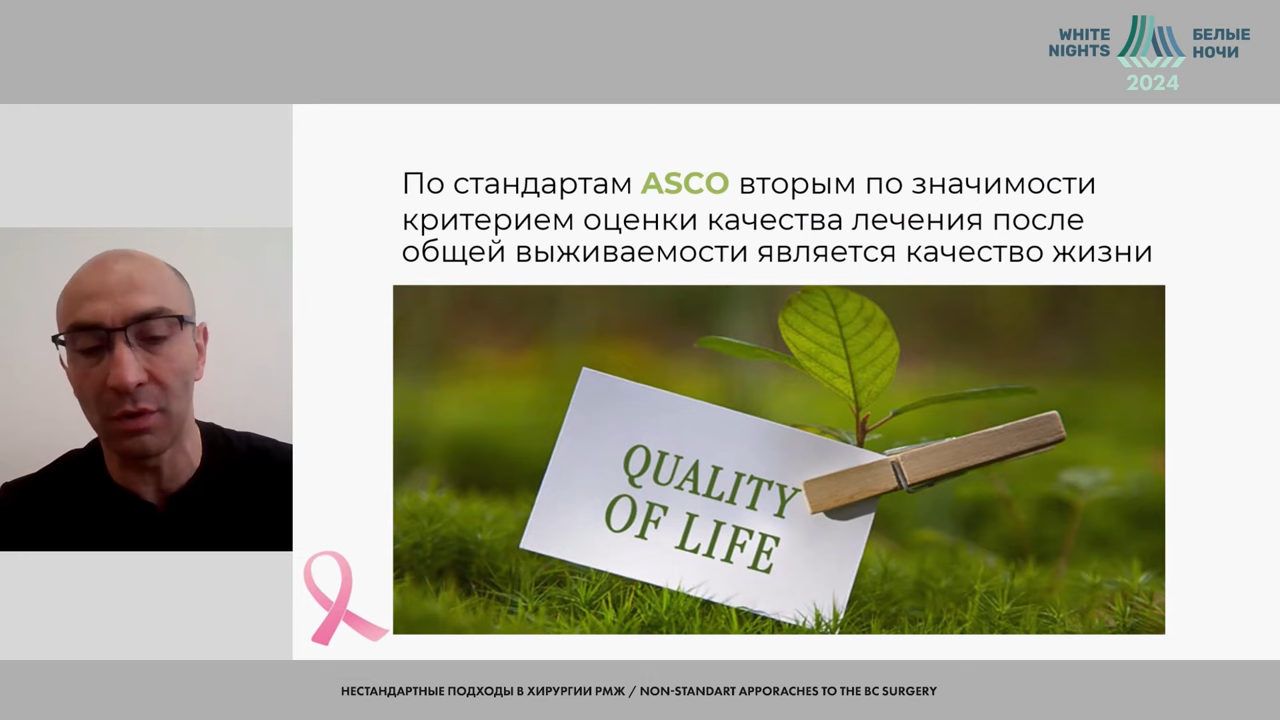 WHITE
NIGHTS
БЕЛЫЕ
НОЧИ
2024
По стандартам ASCO вторым по значимости
критерием оценки качества лечения после
общей выживаемости является качество жизни
QUALITY
OF LIFE
НЕСТАНДАРТНЫЕ ПОДХОДЫ В ХИРУРГИИ РМЖ / NON-STANDART APPORACHES TO THE BC SURGERY